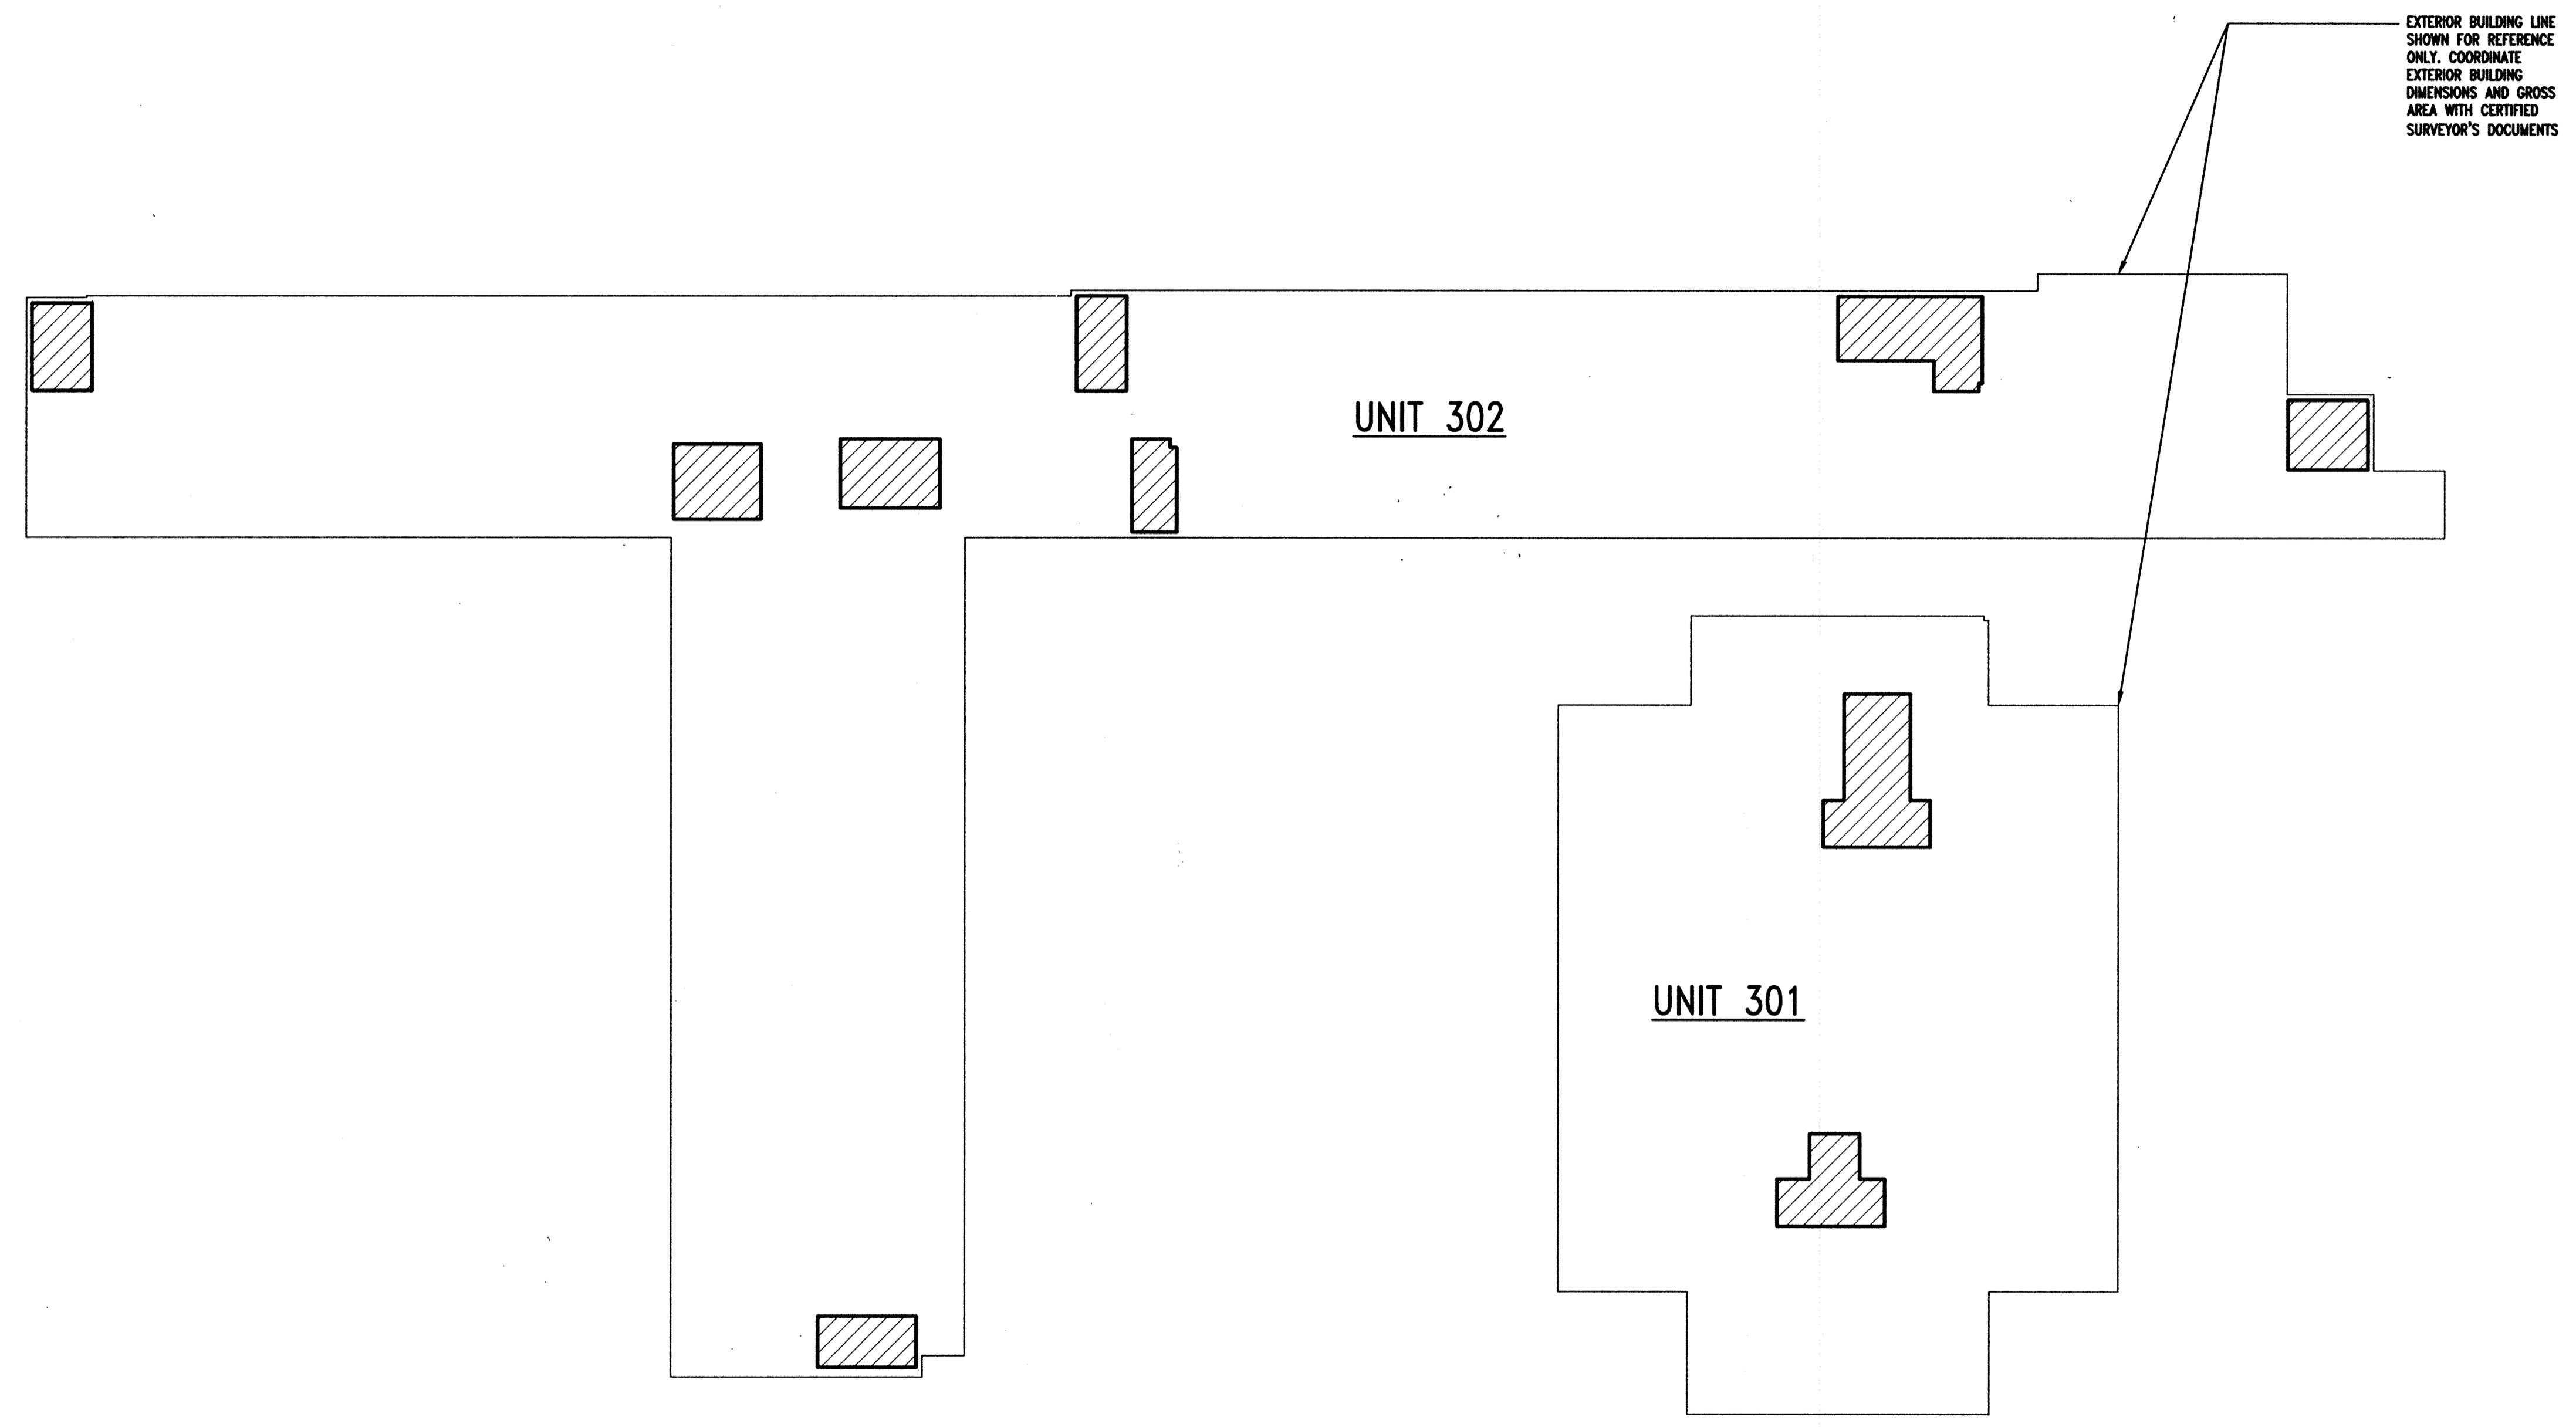 EXTERIOR BUILDING LINE
SHOWN FOR REFERENCE
ONLY. COORDINATE
EXTERIOR BUILDING
DIMENSIONS AND GROSS
AREA WITH CERTIFIED
SURVEYOR'S DOCUMENTS
UNIT 302
UNIT 301